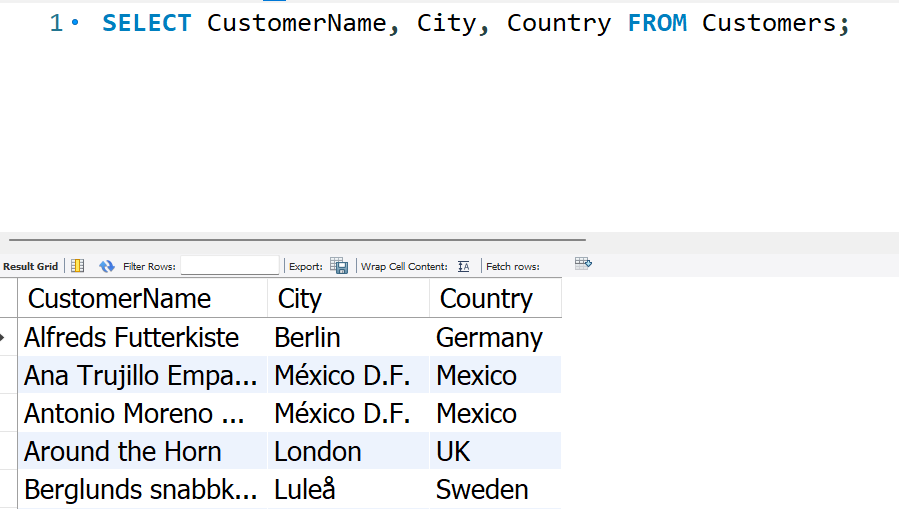 1 SELECT CustomerName, City, Country FROM Customers;
Result Grid Filter Rows: Export: Wrap Cell Content: Fetch rows:
CustomerName City Country
Alfreds Futterkiste Berlin Germany
Ana Trujillo Empa... México D.F. Mexico
Antonio Moreno ... México D.F. Mexico
Around the Horn London UK
Berglunds snabbk... Luleå Sweden